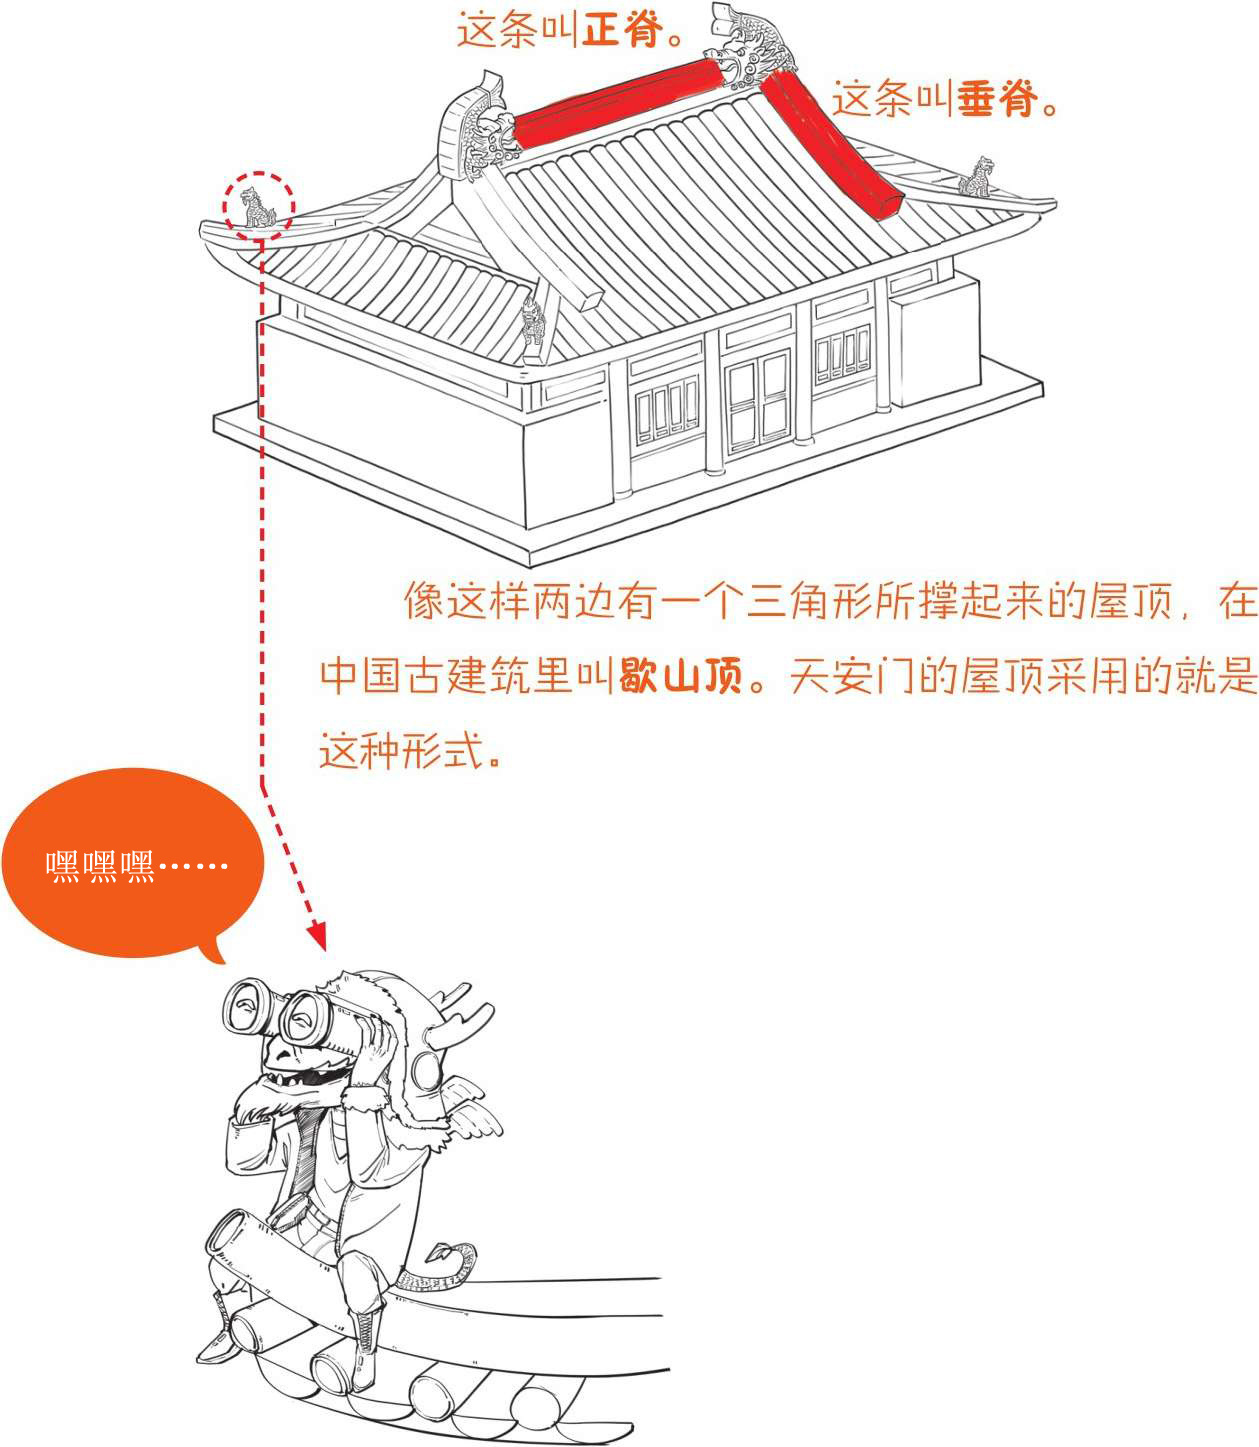 这条叫正脊。
这条叫垂脊。
像这样两边有一个三角形所撑起来的屋顶，在
中国古建筑里叫歇山顶。天安门的屋顶采用的就是
这种形式。
嘿嘿嘿……